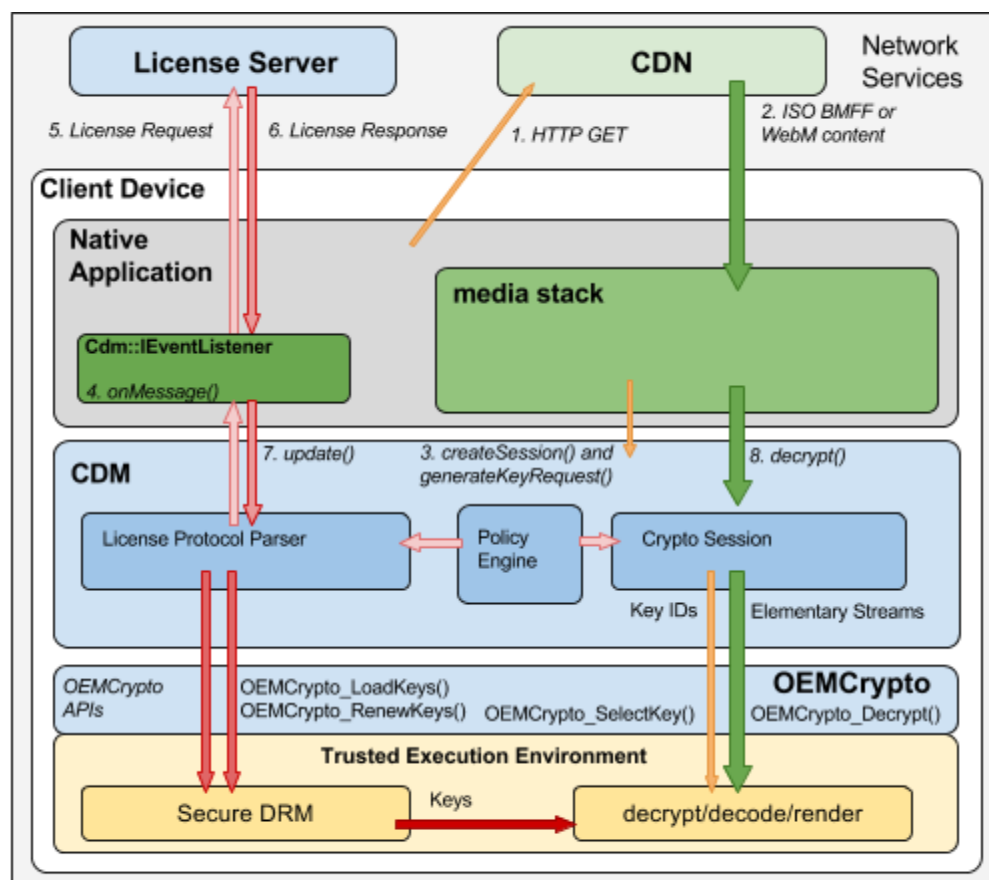 License Server
CDN
Network
Services
5. License Request
6. License Response
1. HTTP GET
2. ISO BMFF or
WebM content
Client Device
Native
Application
media stack
Cdm::IEventListener
4. onMessage()
7. update()
3. createSession() and
generateKeyRequest()
8. decrypt()
CDM
License Protocol Parser
Policy
Engine
Crypto Session
Key IDs
Elementary Streams
OEMCrypto
APIs
OEMCrypto_LoadKeys()
OEMCrypto_RenewKeys()
OEMCrypto_SelectKey()
OEMCrypto
OEMCrypto_Decrypt()
Trusted Execution Environment
Secure DRM
Keys
decrypt/decode/render